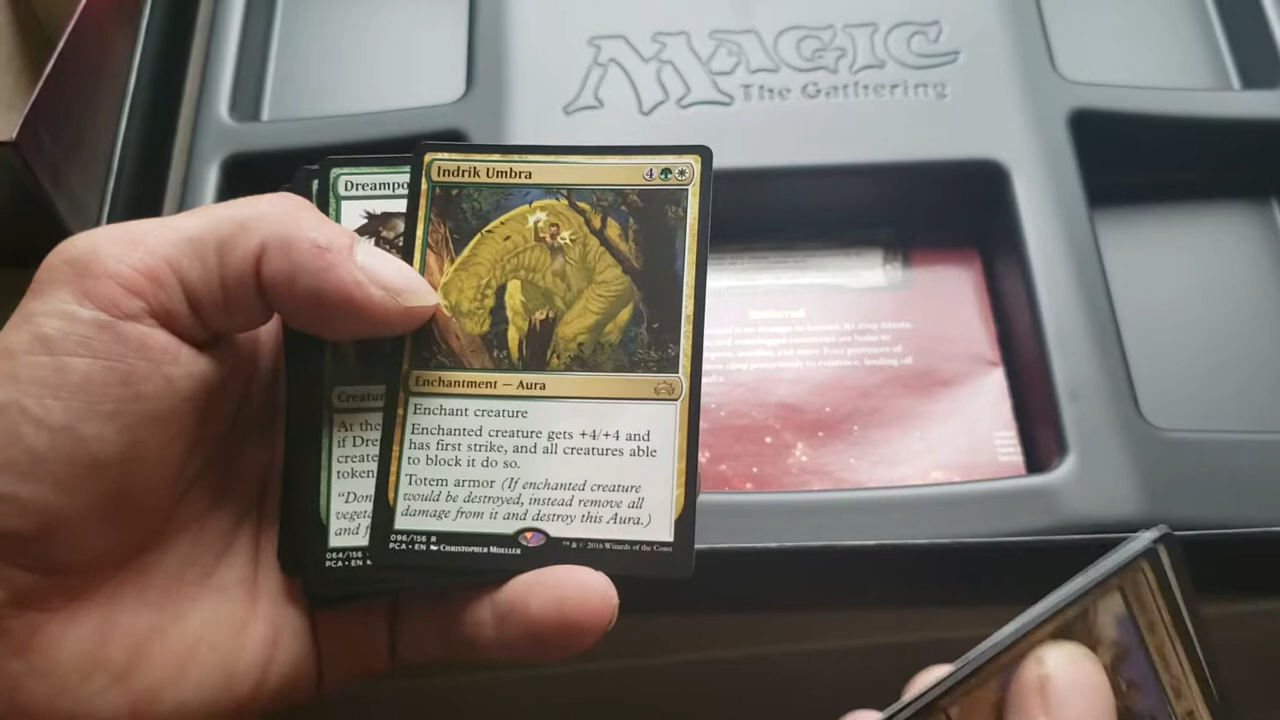 MAGIC
The Gathering
Indrik Umbra 4
Enchantment — Aura
Enchant creature
Enchanted creature gets +4/+4 and
has first strike, and all creatures able
to block it do so.
Totem armor (If enchanted creature
would be destroyed, instead remove all
damage from it and destroy this Aura.)
096/156 R
PCA • EN Christopher Moeller
™ & © 2016 Wizards of the Coast
Dreampo
Creatur
At the
if Dre
create
token
“Don
vegeta
and f
064/156
PCA • EN